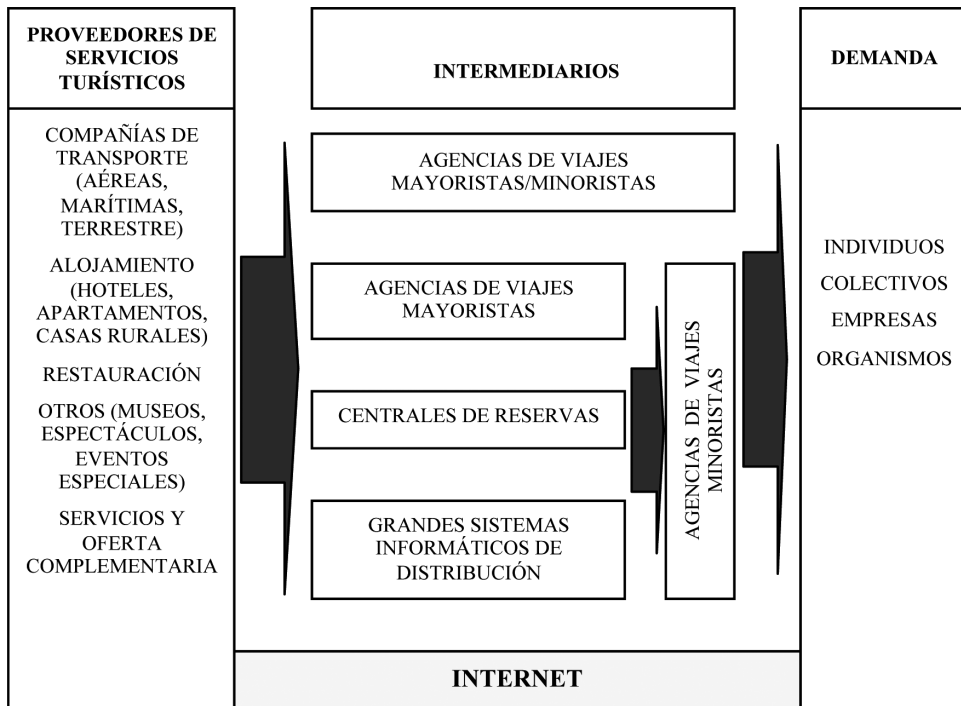 PROVEEDORES DE
SERVICIOS
TURÍSTICOS
COMPAÑÍAS DE
TRANSPORTE
(AÉREAS,
MARÍTIMAS,
TERRESTRE)
ALOJAMIENTO
(HOTELES,
APARTAMENTOS,
CASAS RURALES)
RESTAURACIÓN
OTROS (MUSEOS,
ESPECTÁCULOS,
EVENTOS
ESPECIALES)
SERVICIOS Y
OFERTA
COMPLEMENTARIA
INTERMEDIARIOS
AGENCIAS DE VIAJES
MAYORISTAS/MINORISTAS
AGENCIAS DE VIAJES
MAYORISTAS
CENTRALES DE RESERVAS
GRANDES SISTEMAS
INFORMÁTICOS DE
DISTRIBUCIÓN
AGENCIAS DE VIAJES
MINORISTAS
DEMANDA
INDIVIDUOS
COLECTIVOS
EMPRESAS
ORGANISMOS
INTERNET